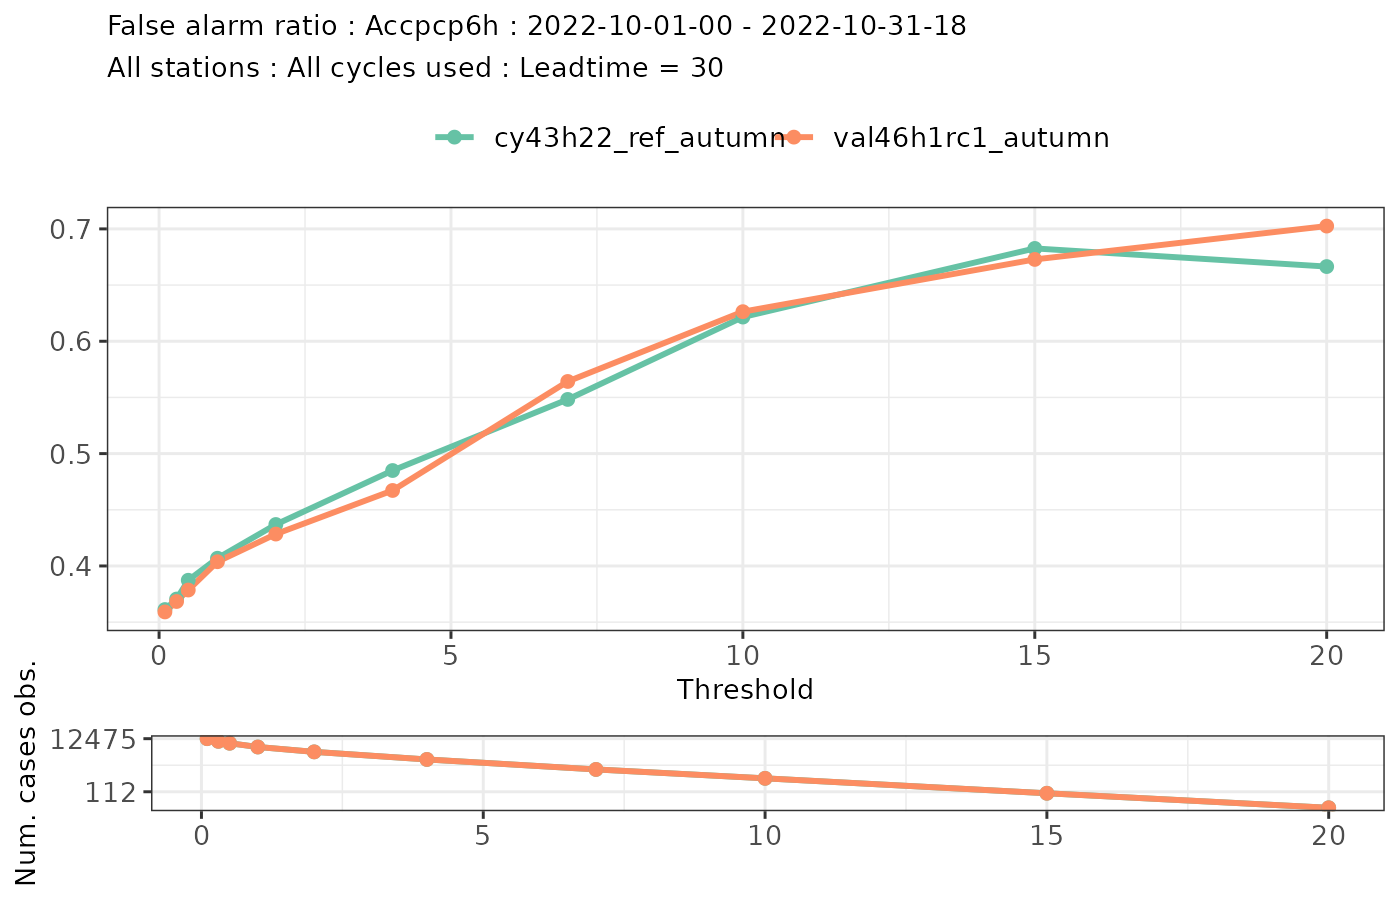 False alarm ratio : Accpcp6h : 2022-10-01-00 - 2022-10-31-18
All stations : All cycles used : Leadtime = 30
cy43h22_ref_autumn val46h1rc1_autumn
0.7
0.6
0.5
0.4
0 5 10 15 20
Threshold
Num. cases obs.
12475
112
0 5 10 15 20